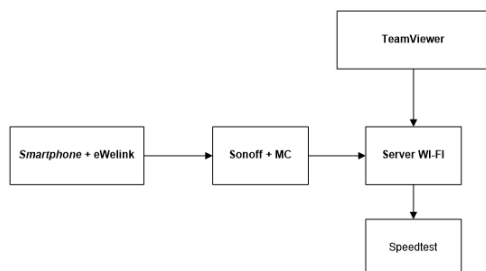 TeamViewer
Smartphone + eWelink
Sonoff + MC
Server WI-FI
Speedtest